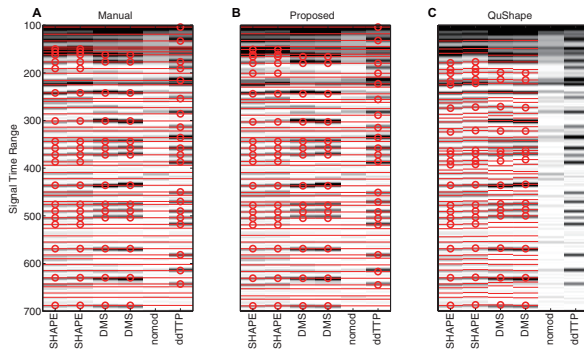 A Manual
B Proposed
C QuShape
Signal Time Range
100
200
300
400
500
600
700
SHAPE SHAPE DMS DMS nomod ddTTP
SHAPE SHAPE DMS DMS nomod ddTTP
SHAPE SHAPE DMS DMS nomod ddTTP